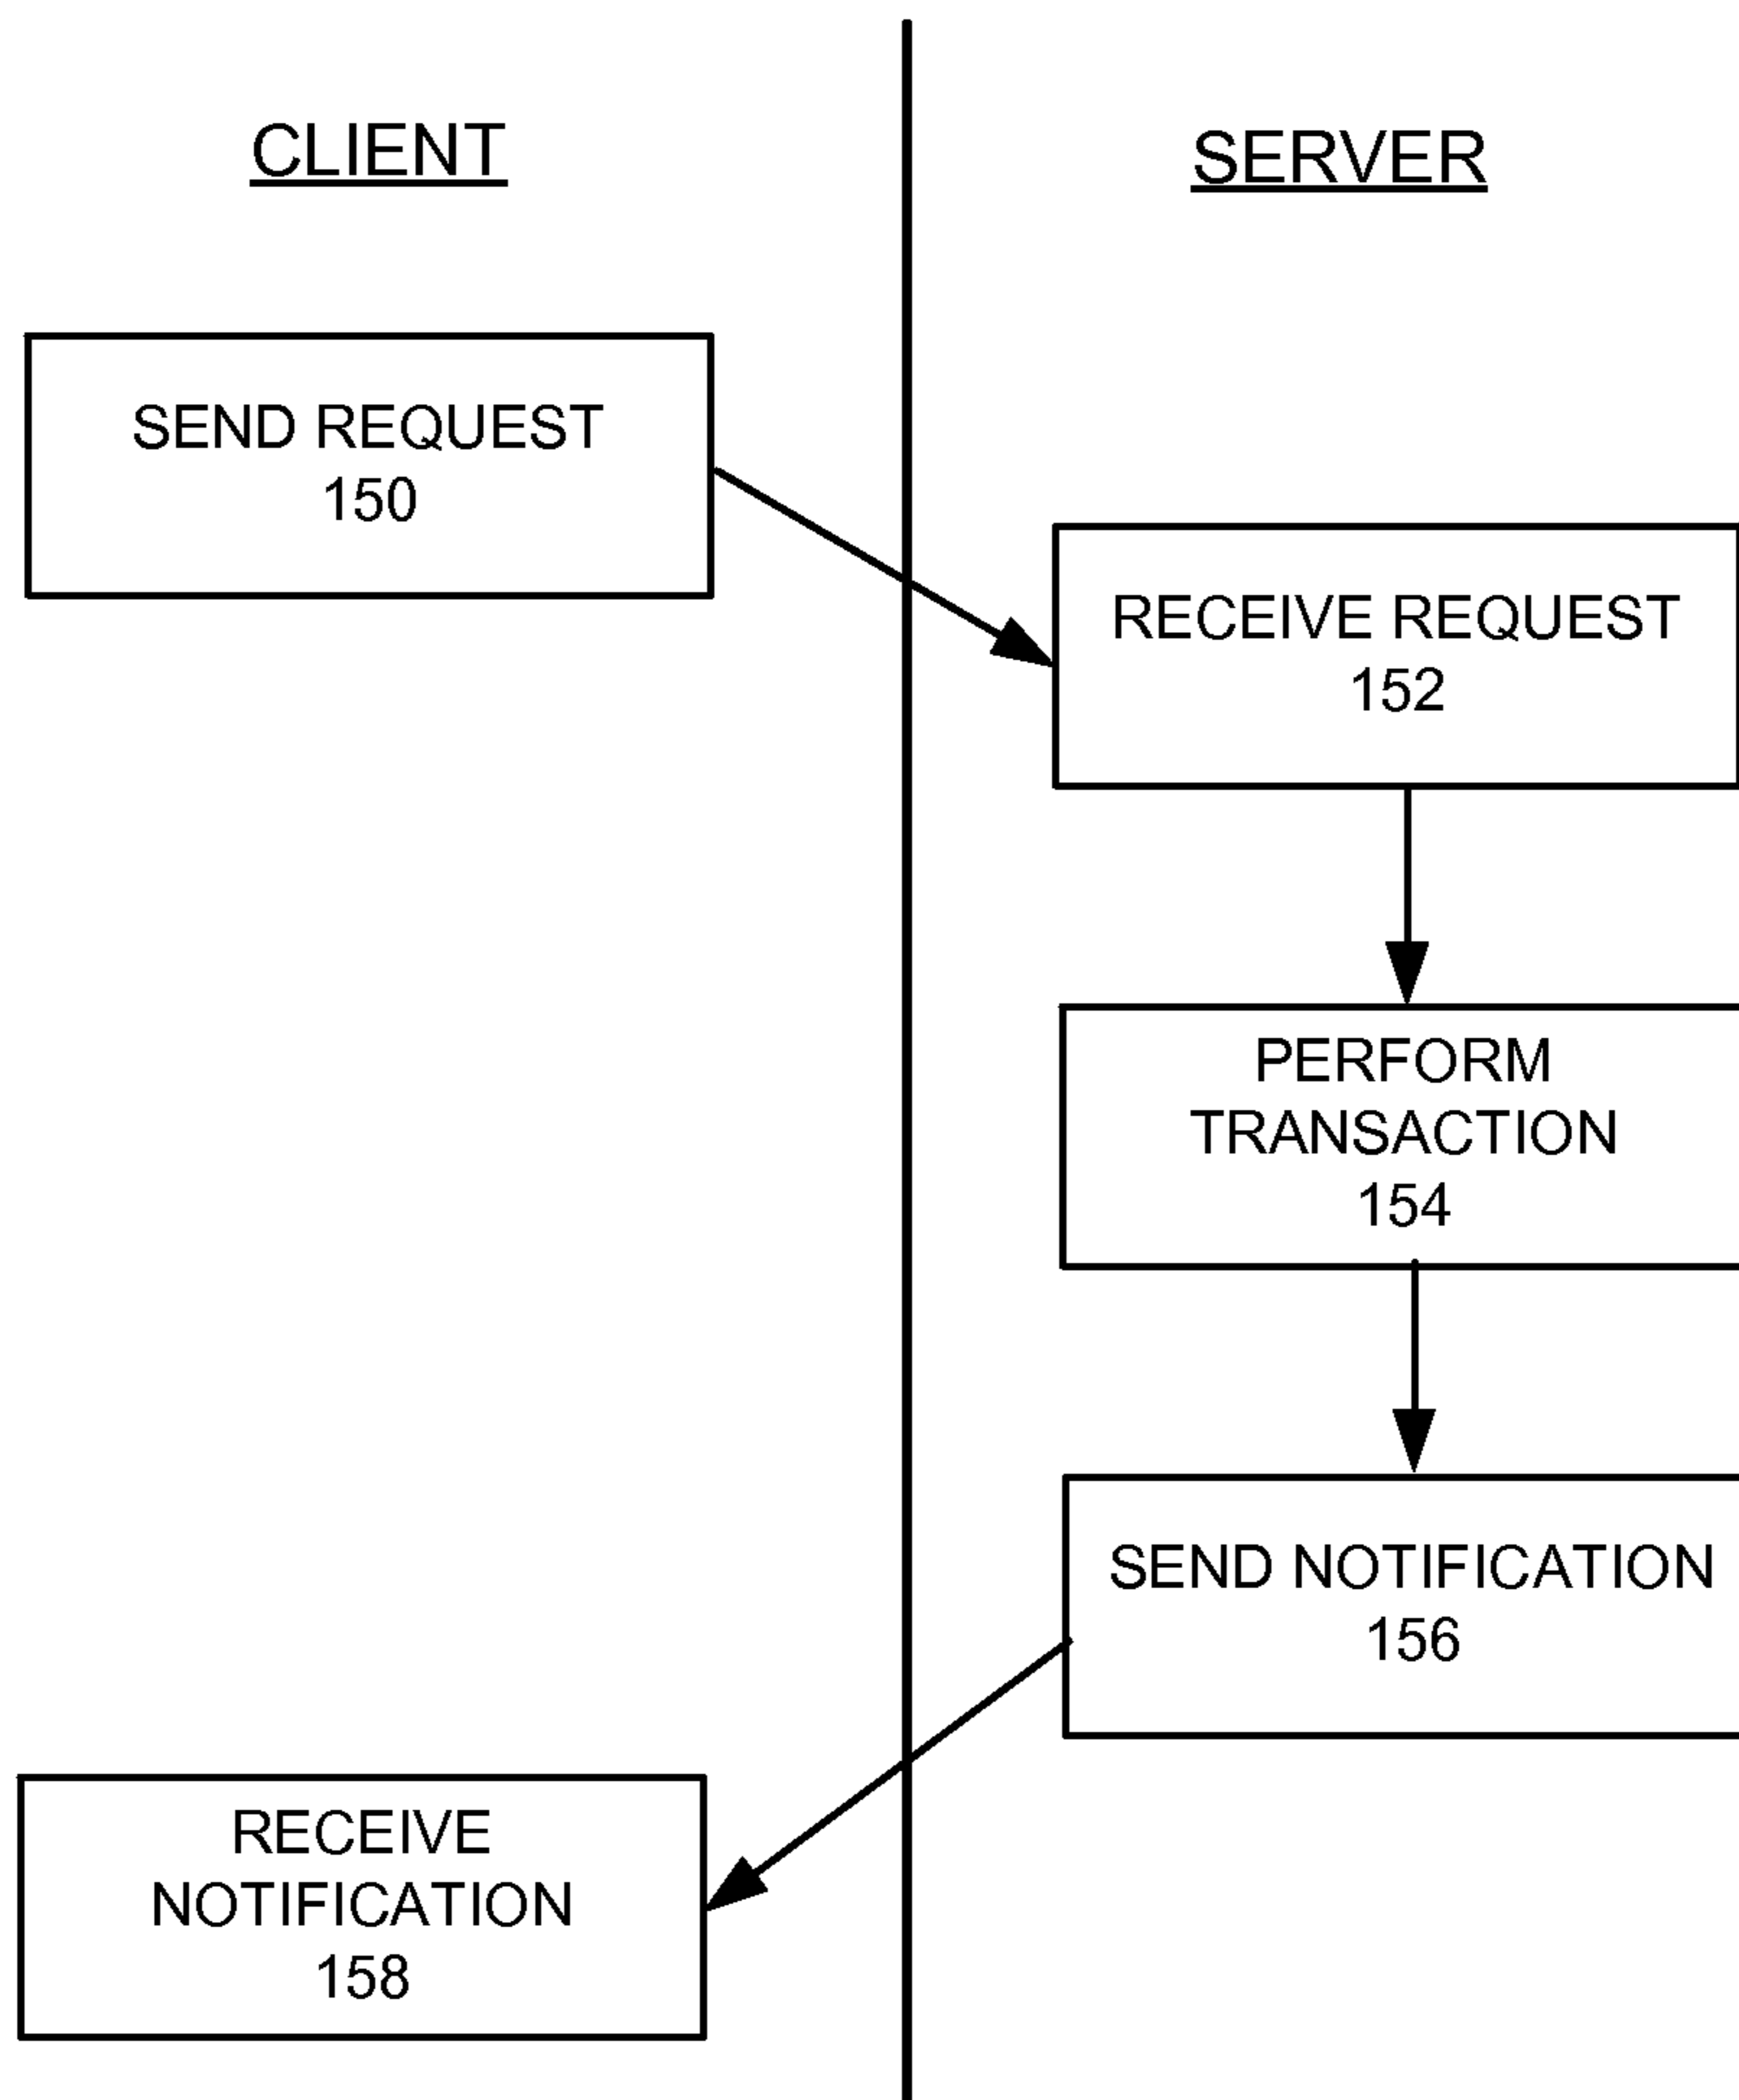 CLIENT
SERVER
SEND REQUEST
150
RECEIVE REQUEST
152
PERFORM
TRANSACTION
154
SEND NOTIFICATION
156
RECEIVE
NOTIFICATION
158